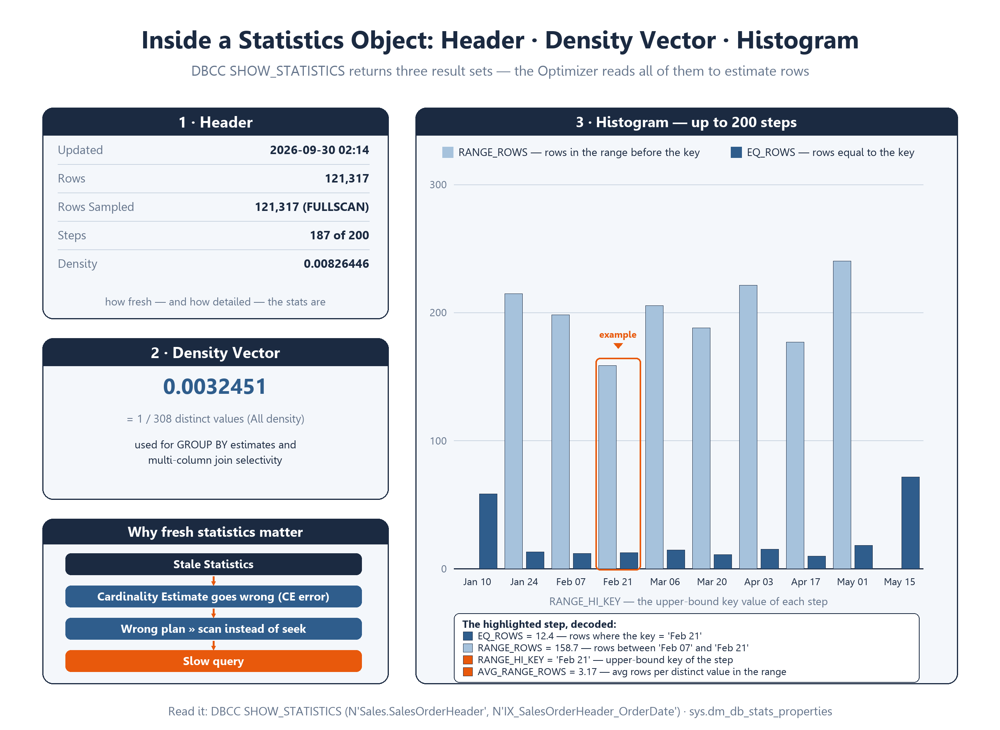 Inside a Statistics Object: Header · Density Vector · Histogram
DBCC SHOW_STATISTICS returns three result sets — the Optimizer reads all of them to estimate rows
1 · Header
Updated 2026-09-30 02:14
Rows 121,317
Rows Sampled 121,317 (FULLSCAN)
Steps 187 of 200
Density 0.00826446
how fresh — and how detailed — the stats are
2 · Density Vector
0.0032451
= 1 / 308 distinct values (All density)
used for GROUP BY estimates and
multi-column join selectivity
Why fresh statistics matter
Stale Statistics
Cardinality Estimate goes wrong (CE error)
Wrong plan » scan instead of seek
Slow query
3 · Histogram — up to 200 steps
RANGE_ROWS — rows in the range before the key
EQ_ROWS — rows equal to the key
300
200
100
0
example
Jan 10 Jan 24 Feb 07 Feb 21 Mar 06 Mar 20 Apr 03 Apr 17 May 01 May 15
RANGE_HI_KEY — the upper-bound key value of each step
The highlighted step, decoded:
EQ_ROWS = 12.4 — rows where the key = 'Feb 21'
RANGE_ROWS = 158.7 — rows between 'Feb 07' and 'Feb 21'
RANGE_HI_KEY = 'Feb 21' — upper-bound key of the step
AVG_RANGE_ROWS = 3.17 — avg rows per distinct value in the range
Read it: DBCC SHOW_STATISTICS (N'Sales.SalesOrderHeader', N'IX_SalesOrderHeader_OrderDate') · sys.dm_db_stats_properties